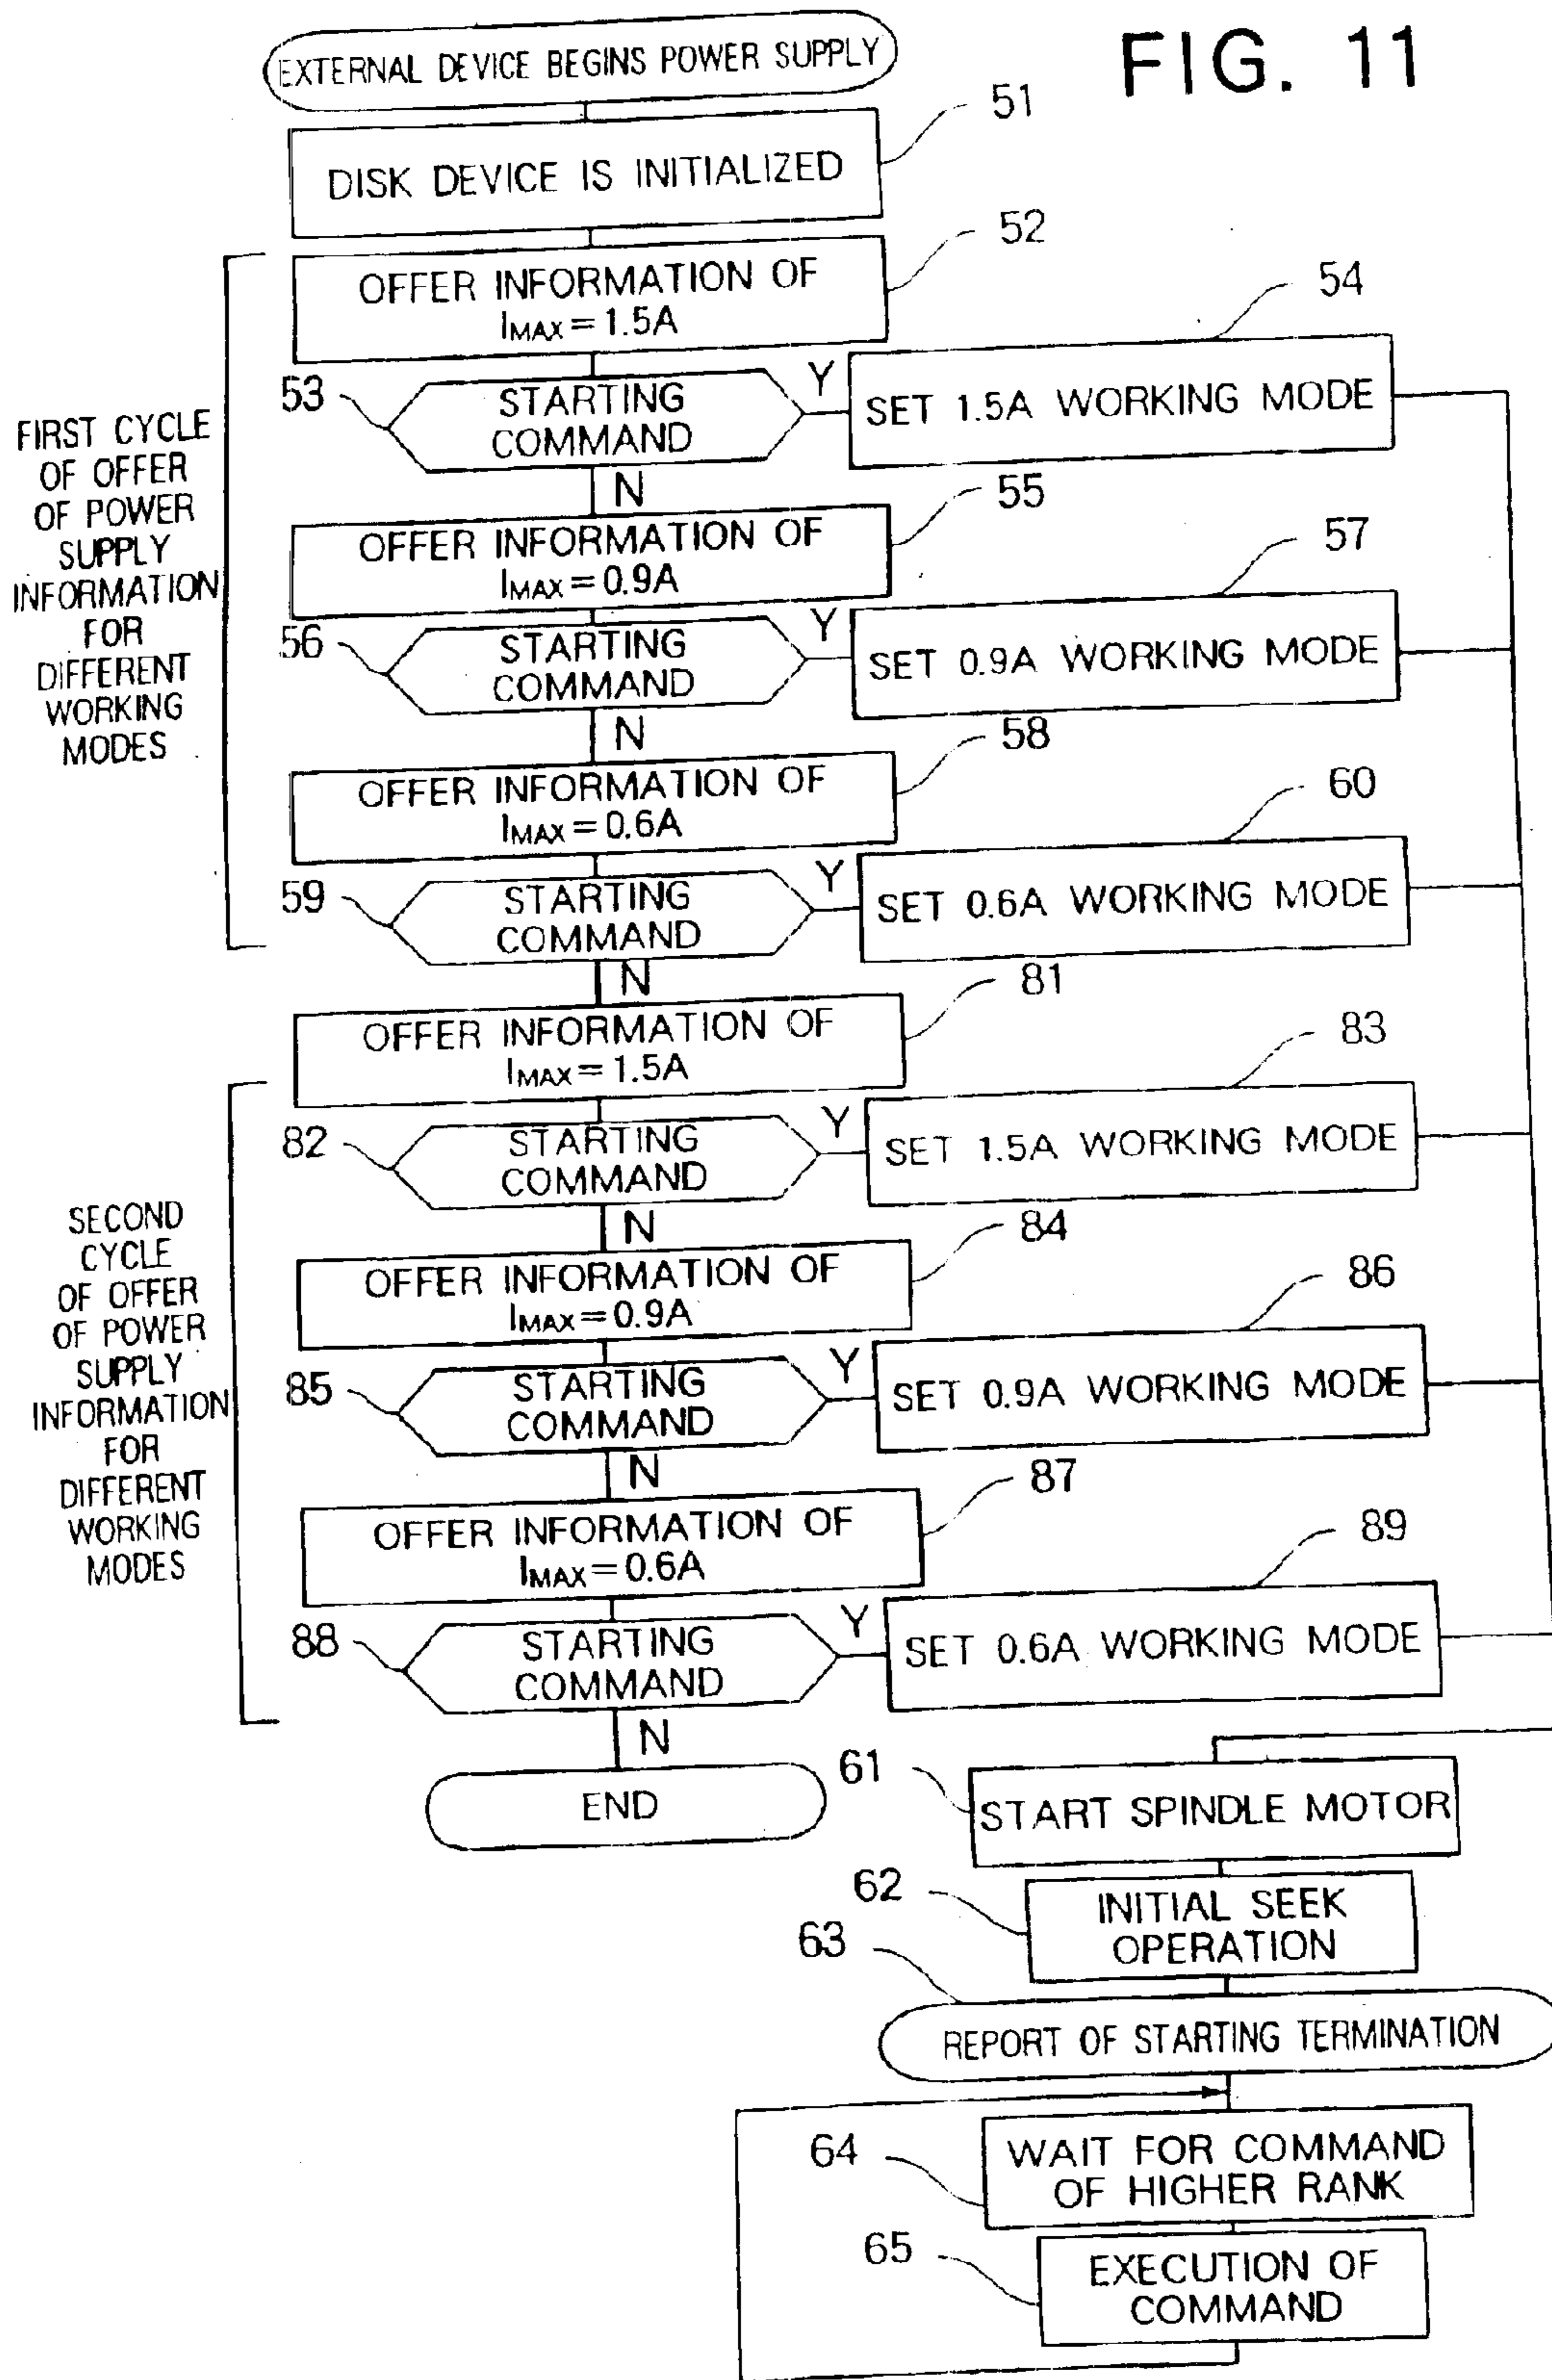 FIG. 11
EXTERNAL DEVICE BEGINS POWER SUPPLY
51
DISK DEVICE IS INITIALIZED
52
OFFER INFORMATION OF
IMAX = 1.5A
54
53
STARTING
COMMAND
Y
SET 1.5A WORKING MODE
N
FIRST CYCLE
OF OFFER
OF POWER
SUPPLY
INFORMATION
FOR
DIFFERENT
WORKING
MODES
55
OFFER INFORMATION OF
IMAX = 0.9A
57
56
STARTING
COMMAND
Y
SET 0.9A WORKING MODE
N
58
OFFER INFORMATION OF
IMAX = 0.6A
60
59
STARTING
COMMAND
Y
SET 0.6A WORKING MODE
N
81
OFFER INFORMATION OF
IMAX = 1.5A
83
82
STARTING
COMMAND
Y
SET 1.5A WORKING MODE
N
SECOND
CYCLE
OF OFFER
OF POWER
SUPPLY
INFORMATION
FOR
DIFFERENT
WORKING
MODES
84
OFFER INFORMATION OF
IMAX = 0.9A
86
85
STARTING
COMMAND
Y
SET 0.9A WORKING MODE
N
87
OFFER INFORMATION OF
IMAX = 0.6A
89
88
STARTING
COMMAND
Y
SET 0.6A WORKING MODE
N
END
61
START SPINDLE MOTOR
62
INITIAL SEEK
OPERATION
63
REPORT OF STARTING TERMINATION
64
WAIT FOR COMMAND
OF HIGHER RANK
65
EXECUTION OF
COMMAND